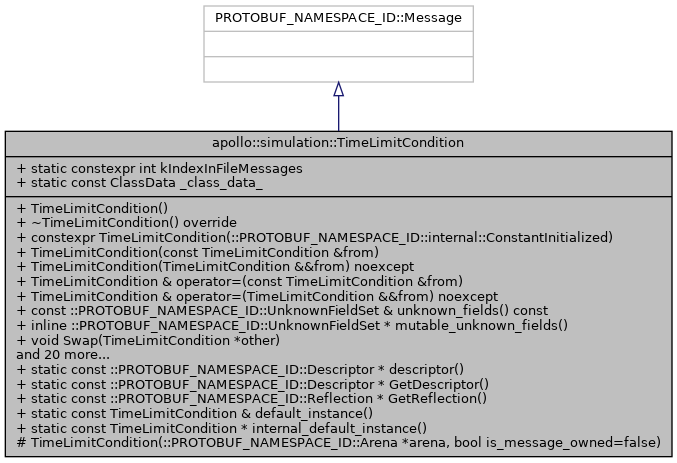 PROTOBUF_NAMESPACE_ID::Message
apollo::simulation::TimeLimitCondition
+ static constexpr int kIndexInFileMessages
+ static const ClassData _class_data_
+ TimeLimitCondition()
+ ~TimeLimitCondition() override
+ constexpr TimeLimitCondition(::PROTOBUF_NAMESPACE_ID::internal::ConstantInitialized)
+ TimeLimitCondition(const TimeLimitCondition &from)
+ TimeLimitCondition(TimeLimitCondition &&from) noexcept
+ TimeLimitCondition & operator=(const TimeLimitCondition &from)
+ TimeLimitCondition & operator=(TimeLimitCondition &&from) noexcept
+ const ::PROTOBUF_NAMESPACE_ID::UnknownFieldSet & unknown_fields() const
+ inline ::PROTOBUF_NAMESPACE_ID::UnknownFieldSet * mutable_unknown_fields()
+ void Swap(TimeLimitCondition *other)
and 20 more...
+ static const ::PROTOBUF_NAMESPACE_ID::Descriptor * descriptor()
+ static const ::PROTOBUF_NAMESPACE_ID::Descriptor * GetDescriptor()
+ static const ::PROTOBUF_NAMESPACE_ID::Reflection * GetReflection()
+ static const TimeLimitCondition & default_instance()
+ static const TimeLimitCondition * internal_default_instance()
# TimeLimitCondition(::PROTOBUF_NAMESPACE_ID::Arena *arena, bool is_message_owned=false)